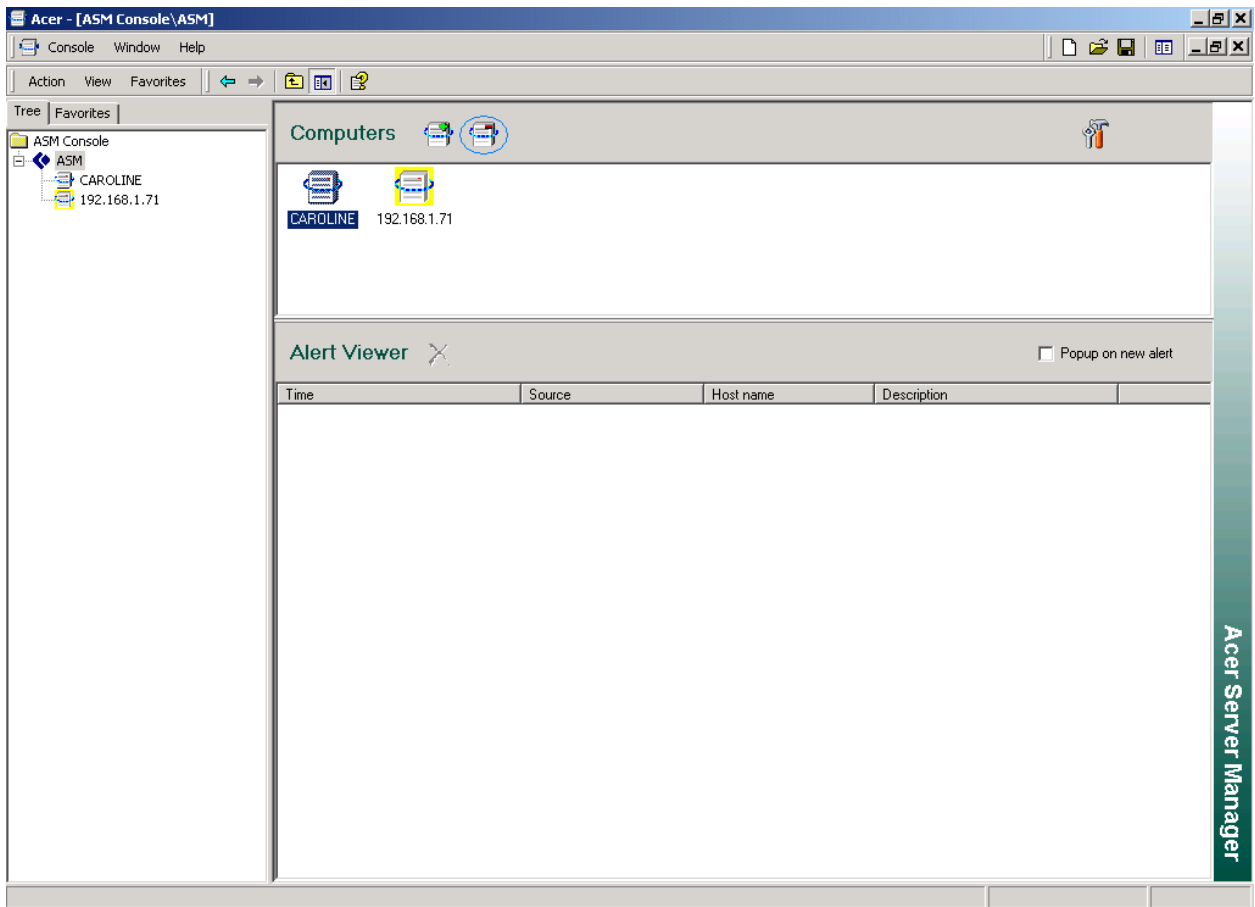 Acer - [ASM Console\ASM]
Console Window Help
Action View Favorites
Tree Favorites
ASM Console
ASM
CAROLINE
192.168.1.71
Computers
CAROLINE 192.168.1.71
Alert Viewer
Popup on new alert
Time Source Host name Description
Acer Server Manager